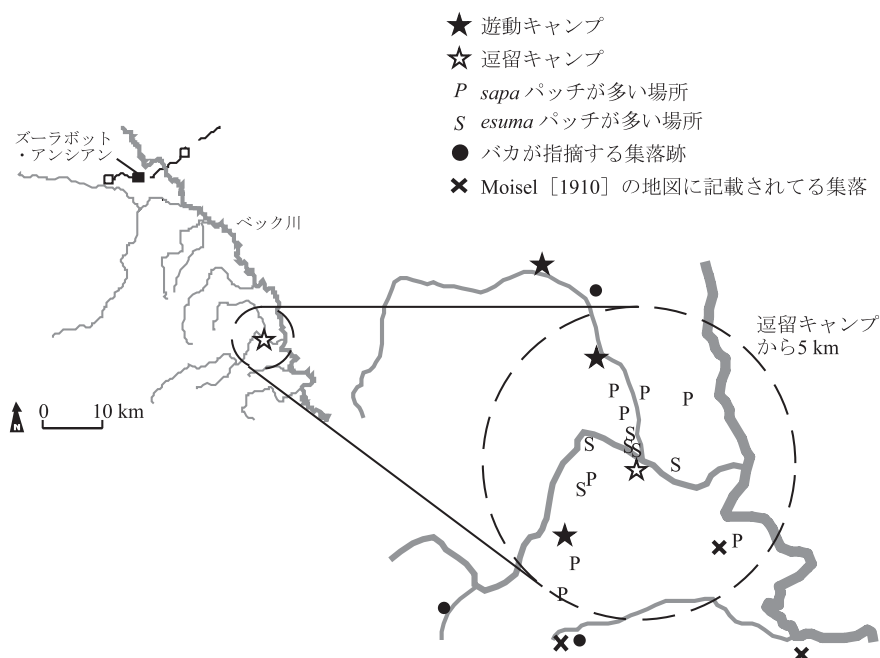 遊動キャンプ
逗留キャンプ
P sapa パッチが多い場所
S esuma パッチが多い場所
バカが指摘する集落跡
Moisel［1910］の地図に記載されてる集落
ズーラボット
・アンシアン
ベック川
逗留キャンプ
から5 km
P P P
P
S
S S
S
S
P
S
P
P
P
N
0 10 km